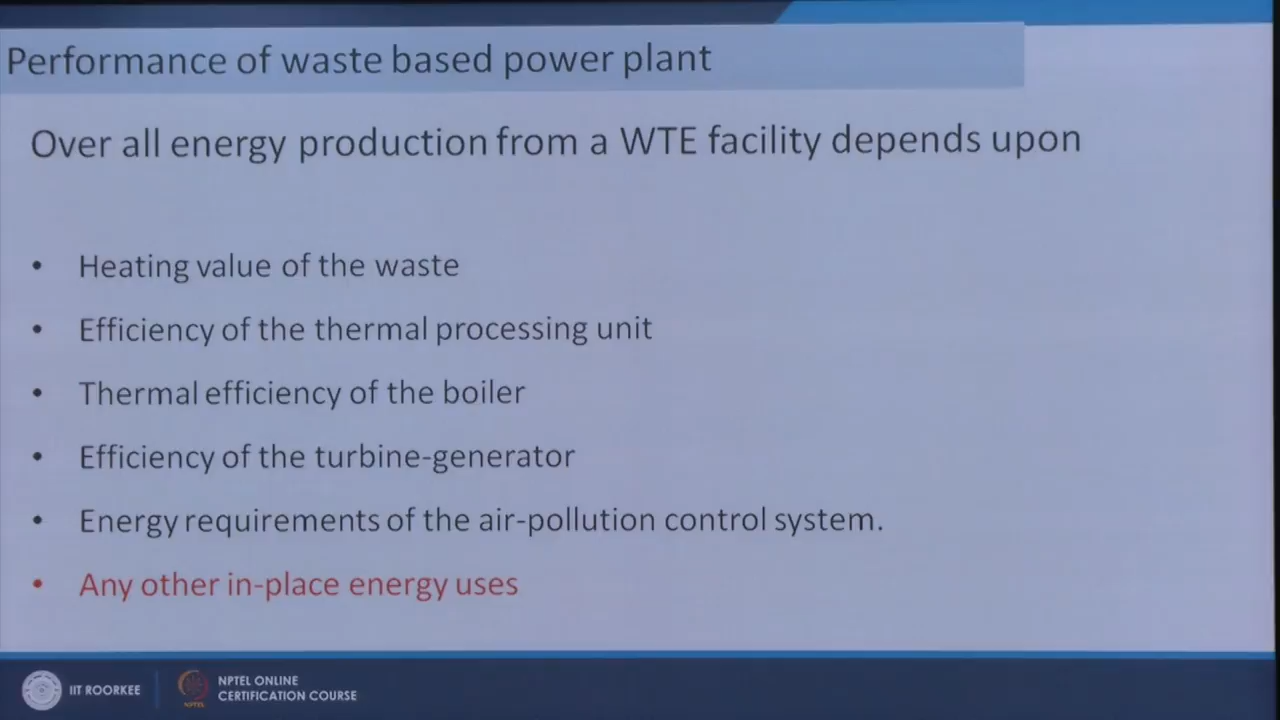 Performance of waste based power plant
Over all energy production from a WTE facility depends upon
• Heating value of the waste
• Efficiency of the thermal processing unit
• Thermal efficiency of the boiler
• Efficiency of the turbine-generator
• Energy requirements of the air-pollution control system.
• Any other in-place energy uses
IIT ROORKEE
NPTEL
NPTEL ONLINE
CERTIFICATION COURSE